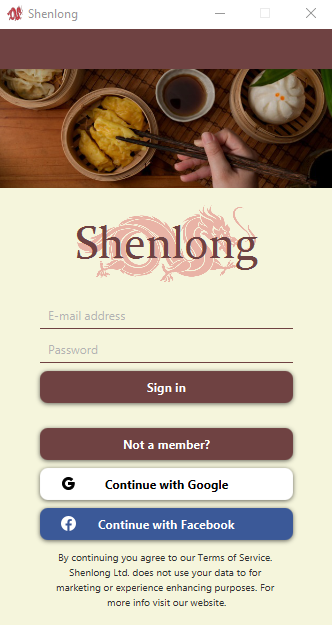 Shenlong
Shenlong
E-mail address
Password
Sign in
Not a member?
Continue with Google
Continue with Facebook
By continuing you agree to our Terms of Service.
Shenlong Ltd. does not use your data to for
marketing or experience enhancing purposes. For
more info visit our website.